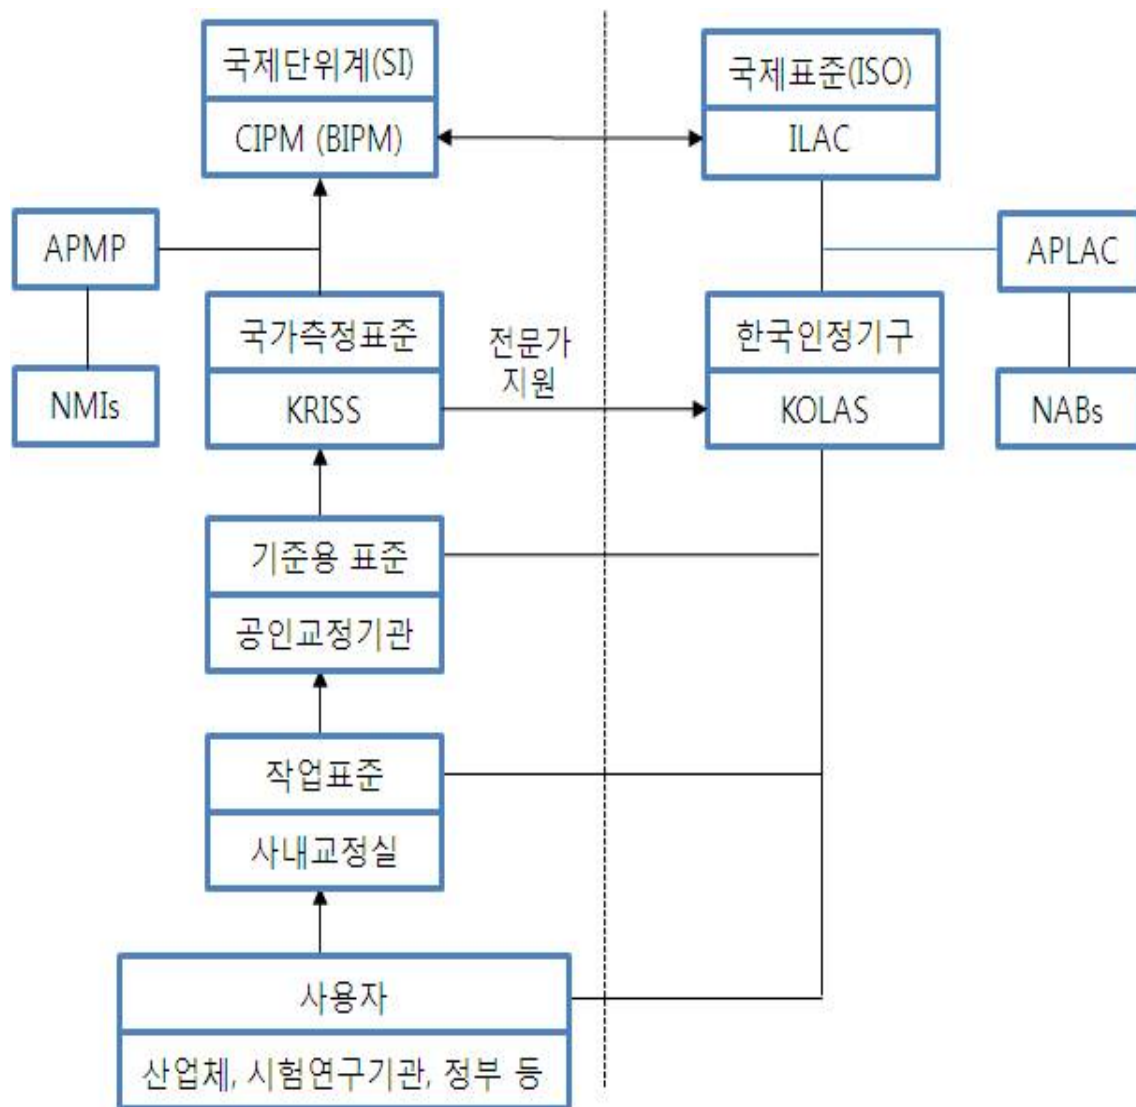 국제단위계(SI)
CIPM (BIPM)
국제표준(ISO)
ILAC
APMP
APLAC
국가측정표준
KRISS
전문가
지원
한국인정기구
KOLAS
NMIs
NABs
기준용 표준
공인교정기관
작업표준
사내교정실
사용자
산업체, 시험연구기관, 정부 등